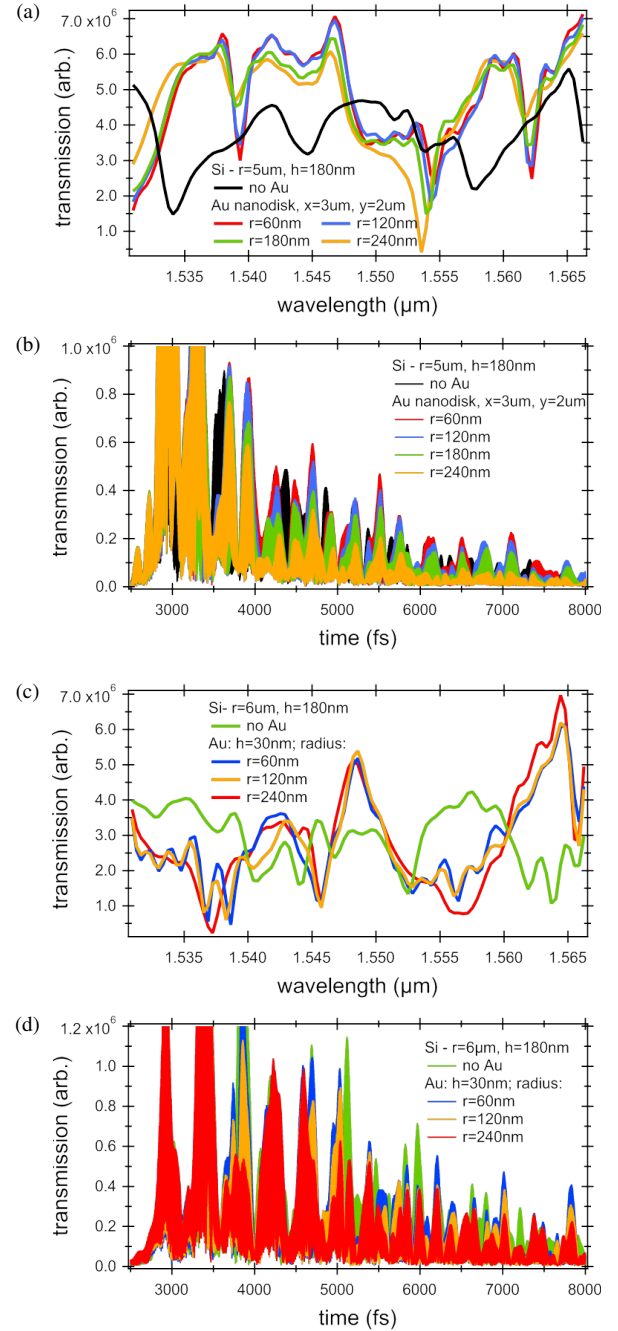 (a)
7.0 x10⁶
6.0
5.0
4.0
3.0
2.0
1.0
transmission (arb.)
Si - r=5um, h=180nm
no Au
Au nanodisk, x=3um, y=2um
r=60nm r=120nm
r=180nm r=240nm
1.535 1.540 1.545 1.550 1.555 1.560 1.565
wavelength (µm)
(b)
1.0 x10⁶
0.8
0.6
0.4
0.2
0.0
transmission (arb.)
Si - r=5um, h=180nm
no Au
Au nanodisk, x=3um, y=2um
r=60nm
r=120nm
r=180nm
r=240nm
3000 4000 5000 6000 7000 8000
time (fs)
(c)
7.0 x10⁶
6.0
5.0
4.0
3.0
2.0
1.0
transmission (arb.)
Si- r=6um, h=180nm
no Au
Au: h=30nm; radius:
r=60nm
r=120nm
r=240nm
1.535 1.540 1.545 1.550 1.555 1.560 1.565
wavelength (µm)
(d)
1.2 x10⁶
1.0
0.8
0.6
0.4
0.2
0.0
transmission (arb.)
Si - r=6µm, h=180nm
no Au
Au: h=30nm; radius:
r=60nm
r=120nm
r=240nm
3000 4000 5000 6000 7000 8000
time (fs)